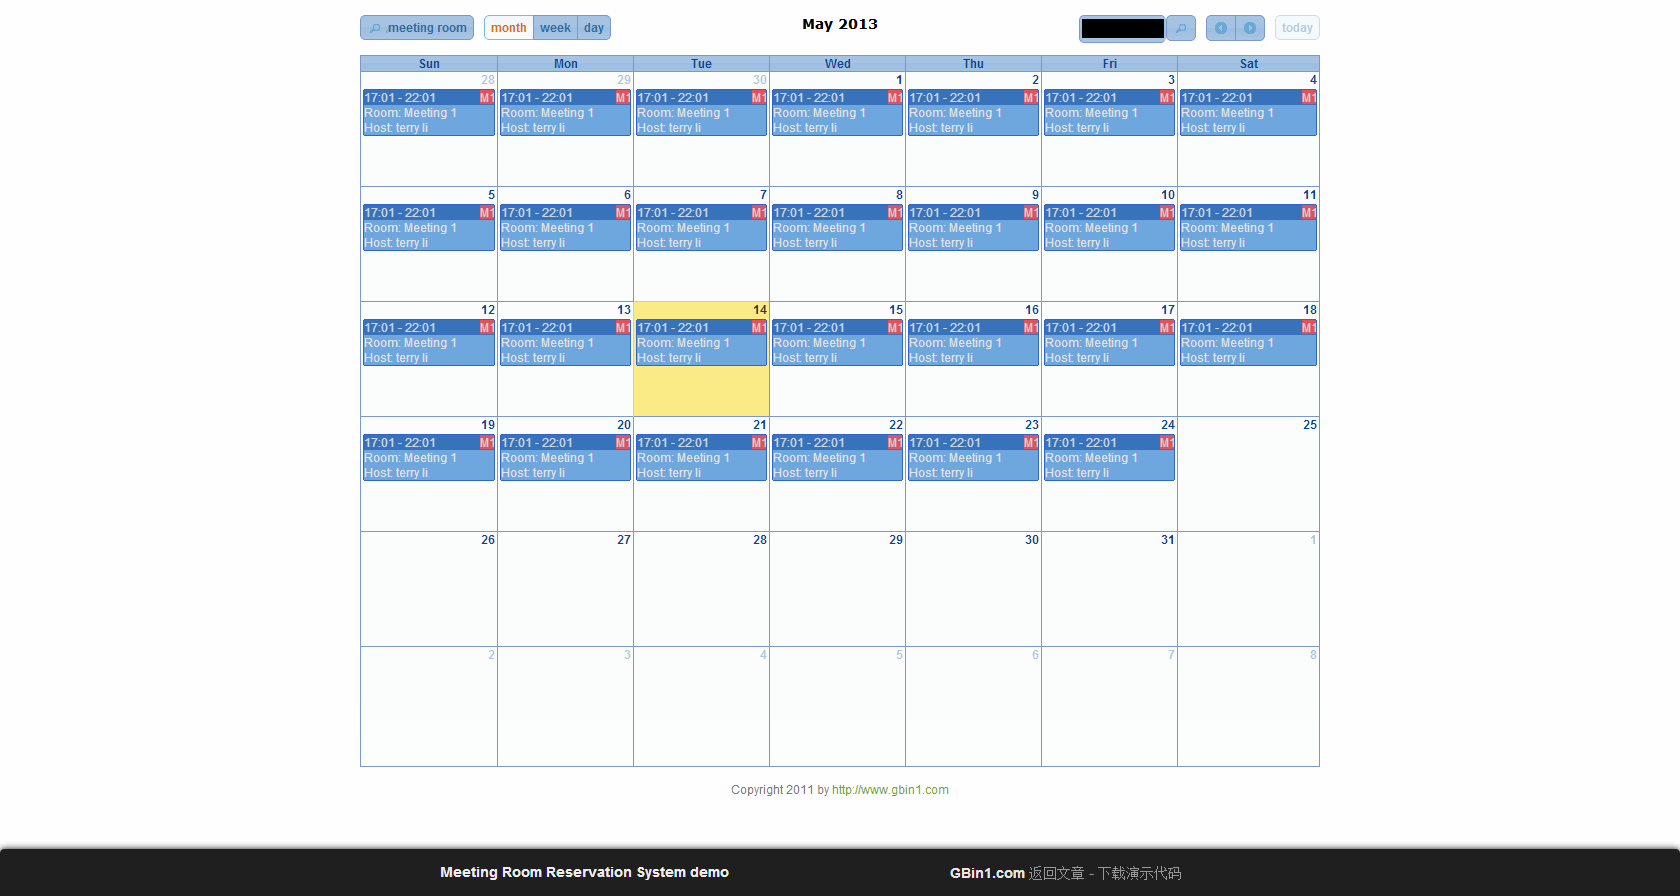 meeting room month week day May 2013 today
Sun Mon Tue Wed Thu Fri Sat
28 29 30 1 2 3 4
17:01 - 22:01 M1 17:01 - 22:01 M1 17:01 - 22:01 M1 17:01 - 22:01 M1 17:01 - 22:01 M1 17:01 - 22:01 M1 17:01 - 22:01 M1
Room: Meeting 1 Room: Meeting 1 Room: Meeting 1 Room: Meeting 1 Room: Meeting 1 Room: Meeting 1 Room: Meeting 1
Host: terry li Host: terry li Host: terry li Host: terry li Host: terry li Host: terry li Host: terry li
5 6 7 8 9 10 11
17:01 - 22:01 M1 17:01 - 22:01 M1 17:01 - 22:01 M1 17:01 - 22:01 M1 17:01 - 22:01 M1 17:01 - 22:01 M1 17:01 - 22:01 M1
Room: Meeting 1 Room: Meeting 1 Room: Meeting 1 Room: Meeting 1 Room: Meeting 1 Room: Meeting 1 Room: Meeting 1
Host: terry li Host: terry li Host: terry li Host: terry li Host: terry li Host: terry li Host: terry li
12 13 14 15 16 17 18
17:01 - 22:01 M1 17:01 - 22:01 M1 17:01 - 22:01 M1 17:01 - 22:01 M1 17:01 - 22:01 M1 17:01 - 22:01 M1 17:01 - 22:01 M1
Room: Meeting 1 Room: Meeting 1 Room: Meeting 1 Room: Meeting 1 Room: Meeting 1 Room: Meeting 1 Room: Meeting 1
Host: terry li Host: terry li Host: terry li Host: terry li Host: terry li Host: terry li Host: terry li
19 20 21 22 23 24 25
17:01 - 22:01 M1 17:01 - 22:01 M1 17:01 - 22:01 M1 17:01 - 22:01 M1 17:01 - 22:01 M1 17:01 - 22:01 M1
Room: Meeting 1 Room: Meeting 1 Room: Meeting 1 Room: Meeting 1 Room: Meeting 1 Room: Meeting 1
Host: terry li Host: terry li Host: terry li Host: terry li Host: terry li Host: terry li
26 27 28 29 30 31 1
2 3 4 5 6 7 8
Copyright 2011 by http://www.gbin1.com
Meeting Room Reservation System demo GBin1.com 返回文章 - 下载演示代码